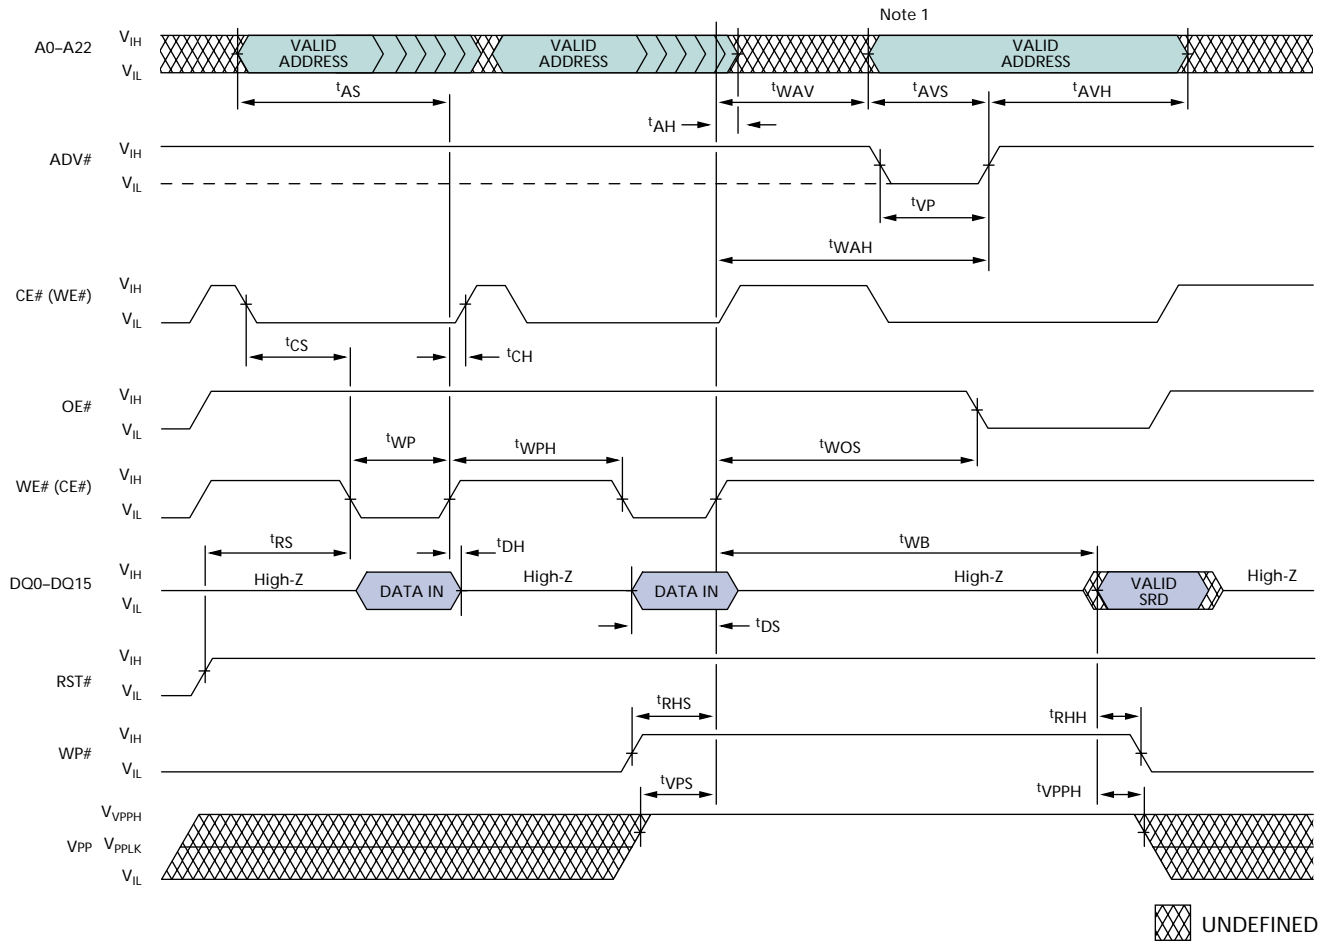 Note 1
A0–A22
VIH
VIL
VALID
ADDRESS
VALID
ADDRESS
VALID
ADDRESS
tAS
tWAV
tAVS
tAVH
tAH
ADV#
VIH
VIL
tVP
tWAH
CE# (WE#)
VIH
VIL
tCS
tCH
OE#
VIH
VIL
tWP
tWPH
tWOS
WE# (CE#)
VIH
VIL
tRS
tDH
tWB
DQ0–DQ15
VIH
VIL
High-Z
DATA IN
High-Z
DATA IN
High-Z
VALID
SRD
High-Z
tDS
RST#
VIH
VIL
tRHS
tRHH
WP#
VIH
VIL
tVPS
tVPPH
VPP
VVPPH
VPPLK
VIL
UNDEFINED